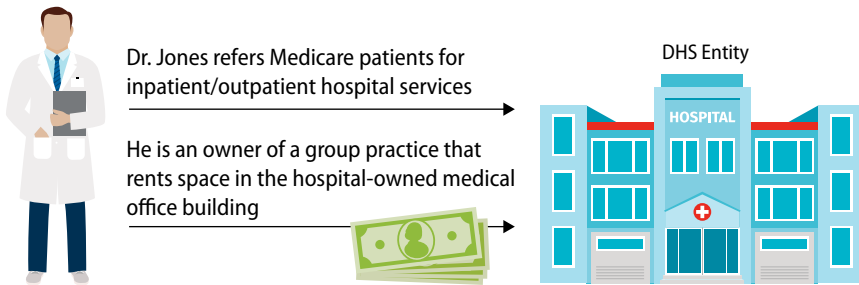 Dr. Jones refers Medicare patients for
inpatient/outpatient hospital services
He is an owner of a group practice that
rents space in the hospital-owned medical
office building
DHS Entity
HOSPITAL